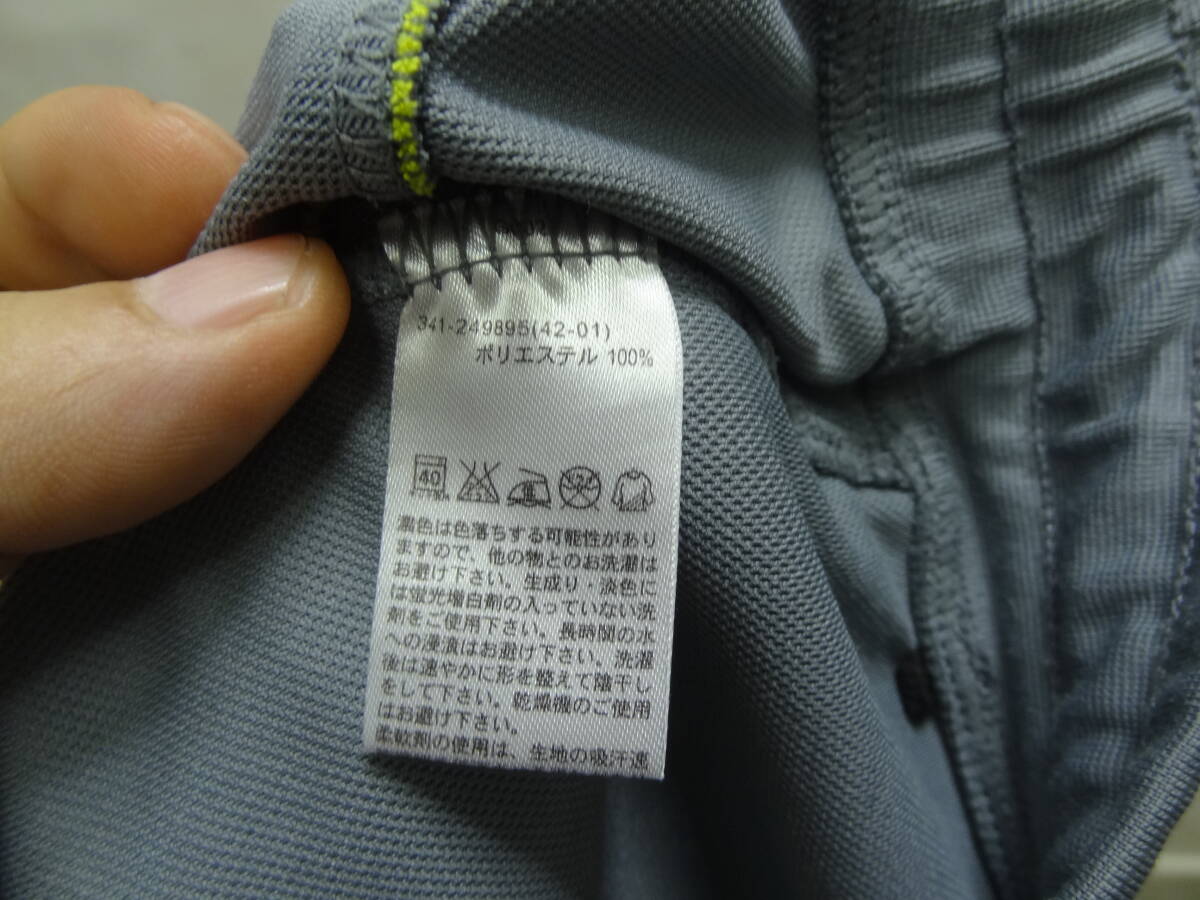 341-249895(42-01)
ポリエステル 100%
40
濃色は色落ちする可能性があり
ますので、他の物とのお洗濯は
お避け下さい。生成り・淡色に
は蛍光増白剤の入っていない洗
剤をご使用下さい。長時間の水
への浸漬はお避け下さい。洗濯
後は速やかに形を整えて陰干し
をして下さい。乾燥機のご使用
はお避け下さい。
柔軟剤の使用は、生地の吸汗速